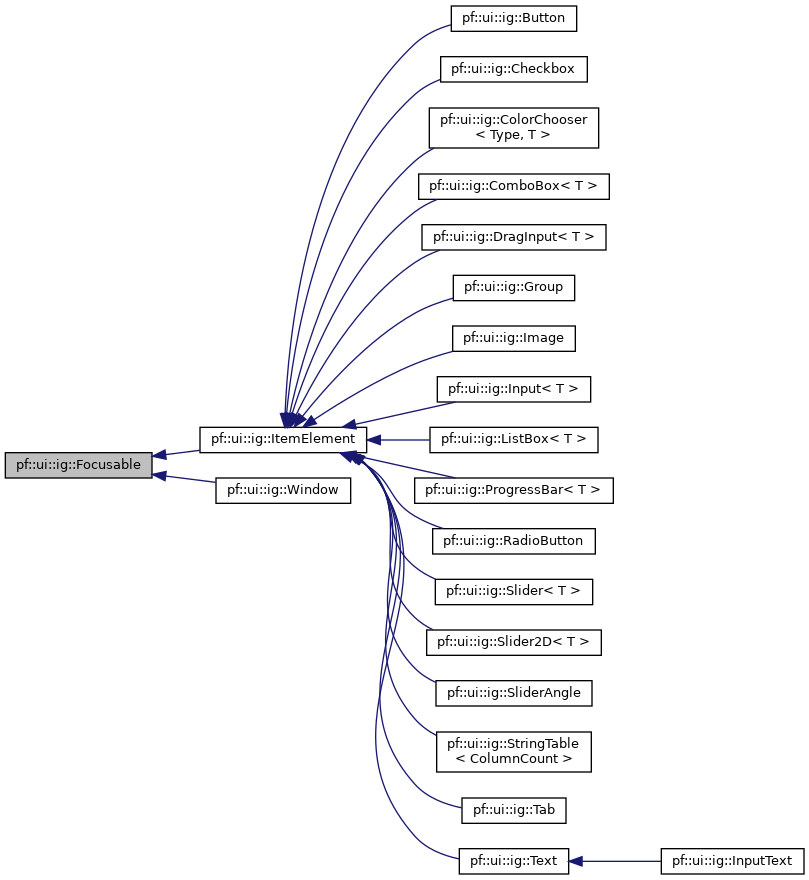 pf::ui::ig::Button
pf::ui::ig::Checkbox
pf::ui::ig::ColorChooser
< Type, T >
pf::ui::ig::ComboBox< T >
pf::ui::ig::DragInput< T >
pf::ui::ig::Group
pf::ui::ig::Image
pf::ui::ig::Input< T >
pf::ui::ig::ItemElement
pf::ui::ig::ListBox< T >
pf::ui::ig::Focusable
pf::ui::ig::Window
pf::ui::ig::ProgressBar< T >
pf::ui::ig::RadioButton
pf::ui::ig::Slider< T >
pf::ui::ig::Slider2D< T >
pf::ui::ig::SliderAngle
pf::ui::ig::StringTable
< ColumnCount >
pf::ui::ig::Tab
pf::ui::ig::Text
pf::ui::ig::InputText